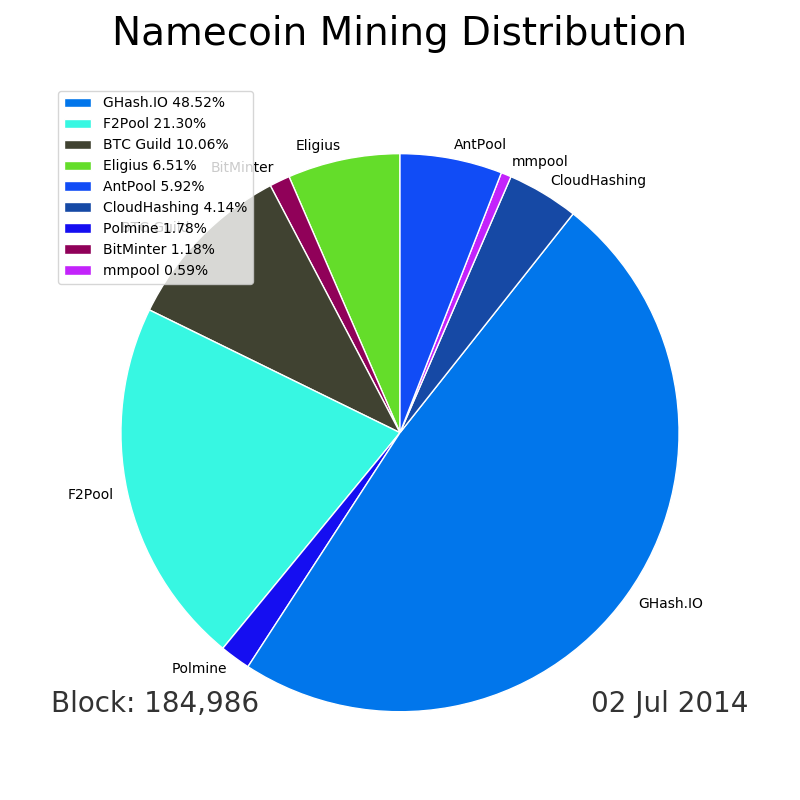 Namecoin Mining Distribution
GHash.IO 48.52%
F2Pool 21.30%
BTC Guild 10.06%
Eligius 6.51%
AntPool 5.92%
CloudHashing 4.14%
Polmine 1.78%
BitMinter 1.18%
mmpool 0.59%
Eligius
AntPool
mmpool
CloudHashing
BitMinter
F2Pool
GHash.IO
Polmine
Block: 184,986
02 Jul 2014